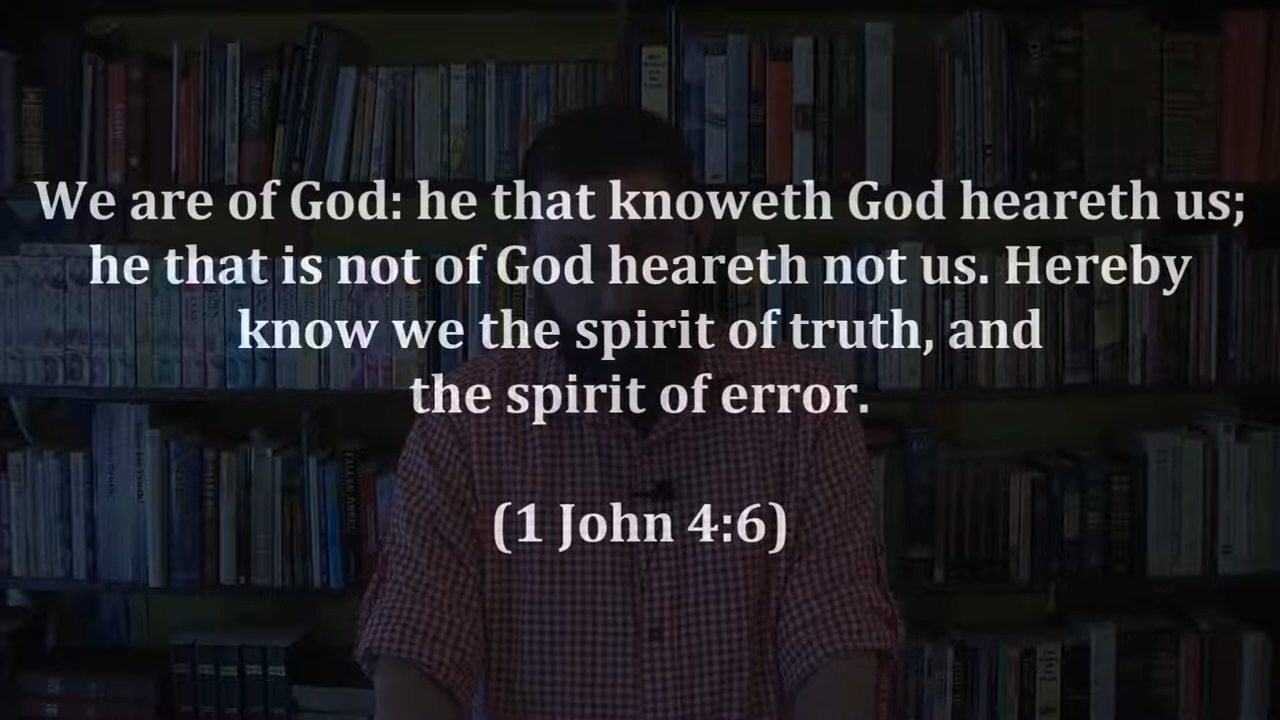 We are of God: he that knoweth God heareth us;
he that is not of God heareth not us. Hereby
know we the spirit of truth, and
the spirit of error.
(1 John 4:6)